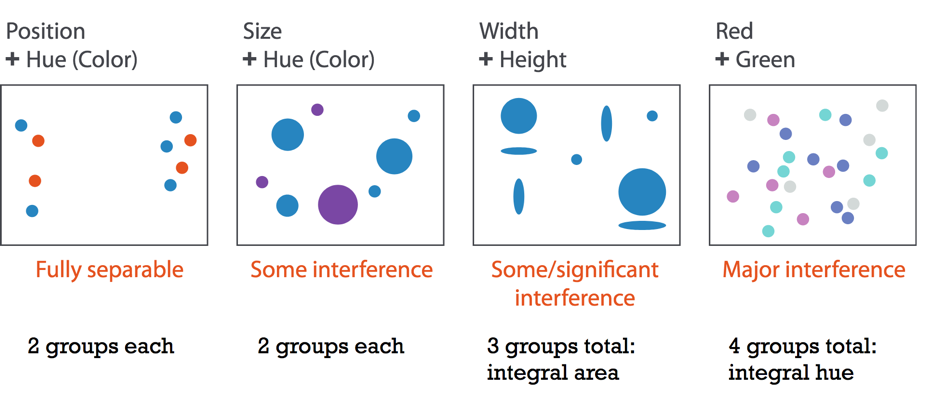 Position
+ Hue (Color)
Size
+ Hue (Color)
Width
+ Height
Red
+ Green
Fully separable
Some interference
Some/significant
interference
Major interference
2 groups each
2 groups each
3 groups total:
integral area
4 groups total:
integral hue